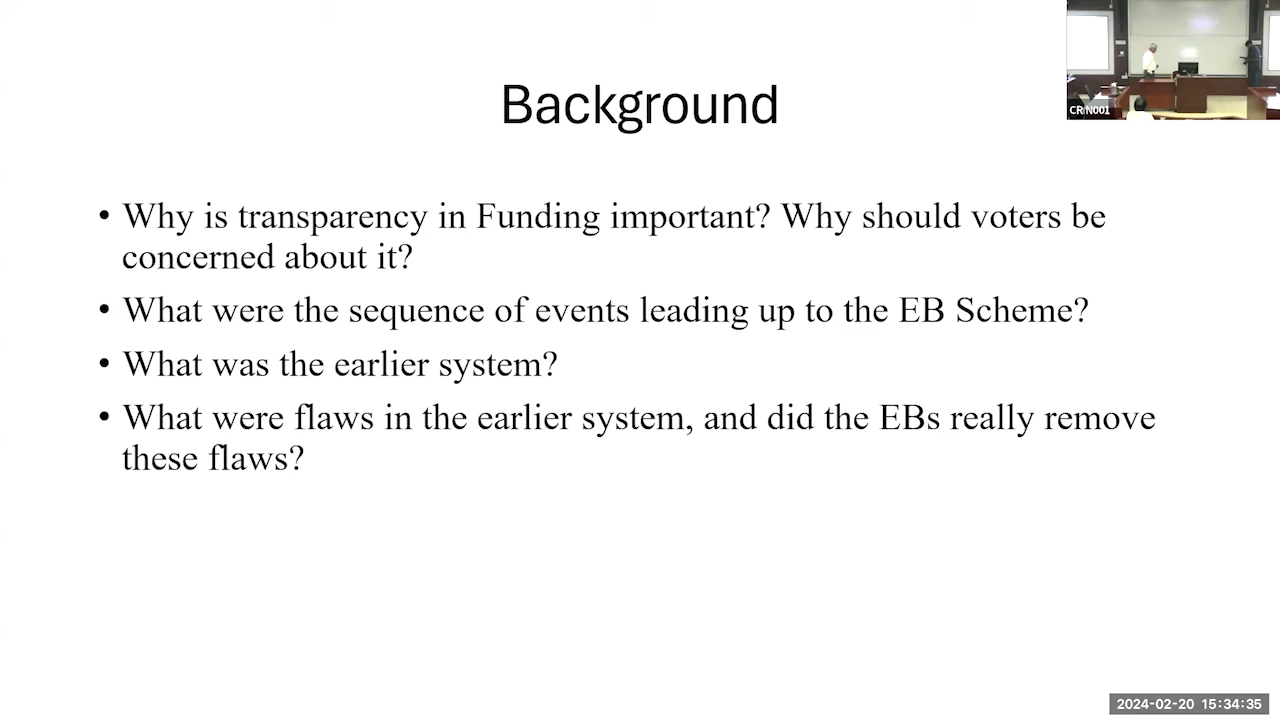 CR N001
Background
• Why is transparency in Funding important? Why should voters be
concerned about it?
• What were the sequence of events leading up to the EB Scheme?
• What was the earlier system?
• What were flaws in the earlier system, and did the EBs really remove
these flaws?
2024-02-20 15:34:35